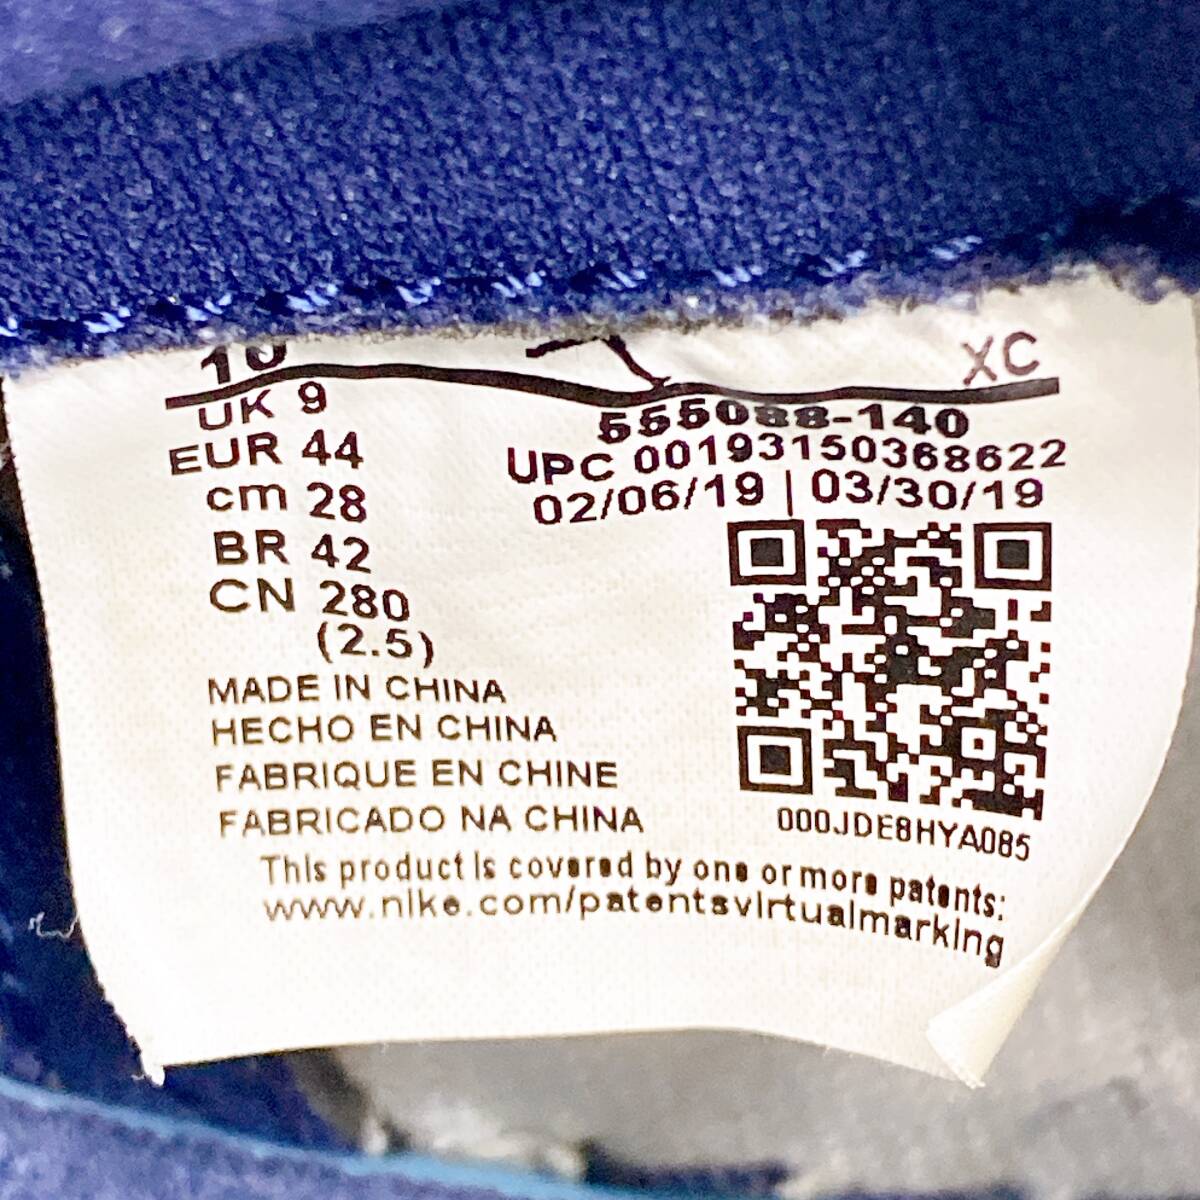 10
XC
UK 9
EUR 44
cm 28
BR 42
CN 280
(2.5)
555088-140
UPC 00193150368622
02/06/19 | 03/30/19
MADE IN CHINA
HECHO EN CHINA
FABRIQUE EN CHINE
FABRICADO NA CHINA
000JDE8HYA085
This product is covered by one or more patents:
www.nike.com/patentsvirtualmarking